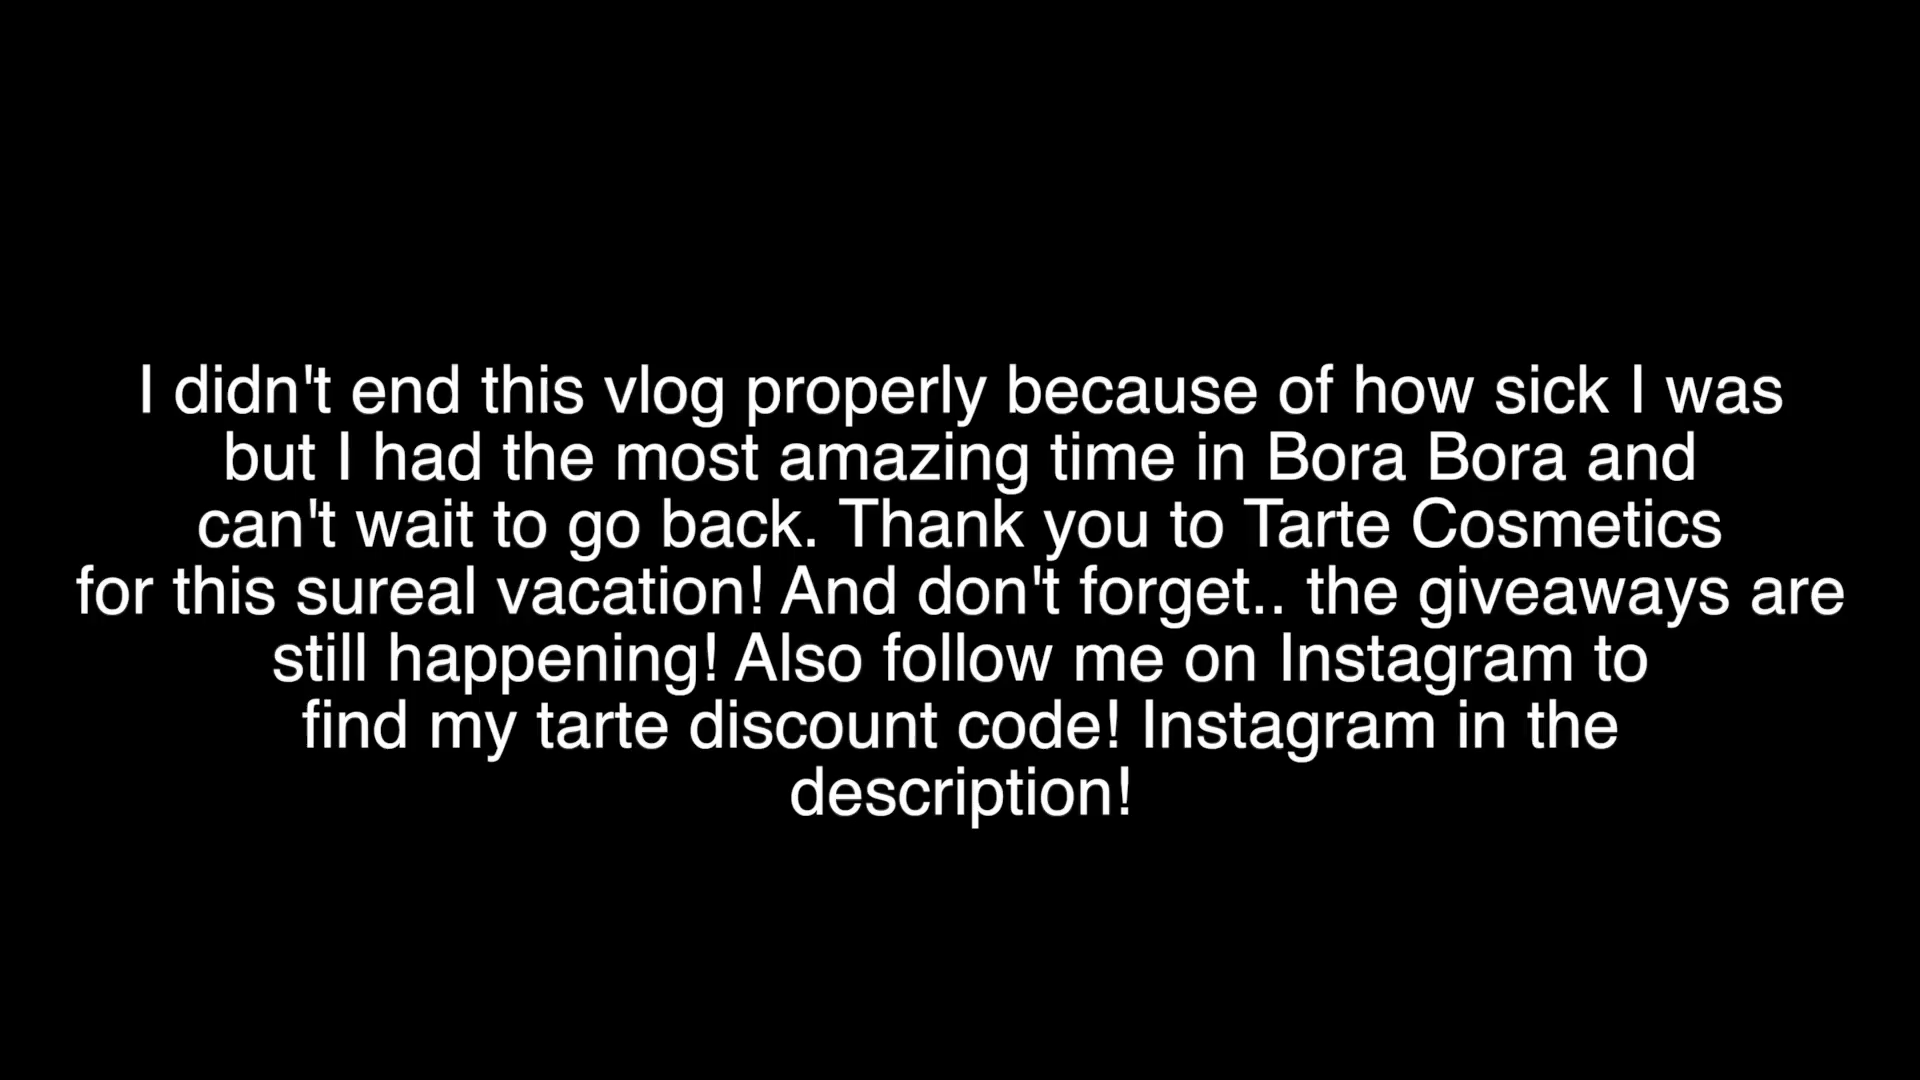 I didn't end this vlog properly because of how sick I was
but I had the most amazing time in Bora Bora and
can't wait to go back. Thank you to Tarte Cosmetics
for this sureal vacation! And don't forget.. the giveaways are
still happening! Also follow me on Instagram to
find my tarte discount code! Instagram in the
description!